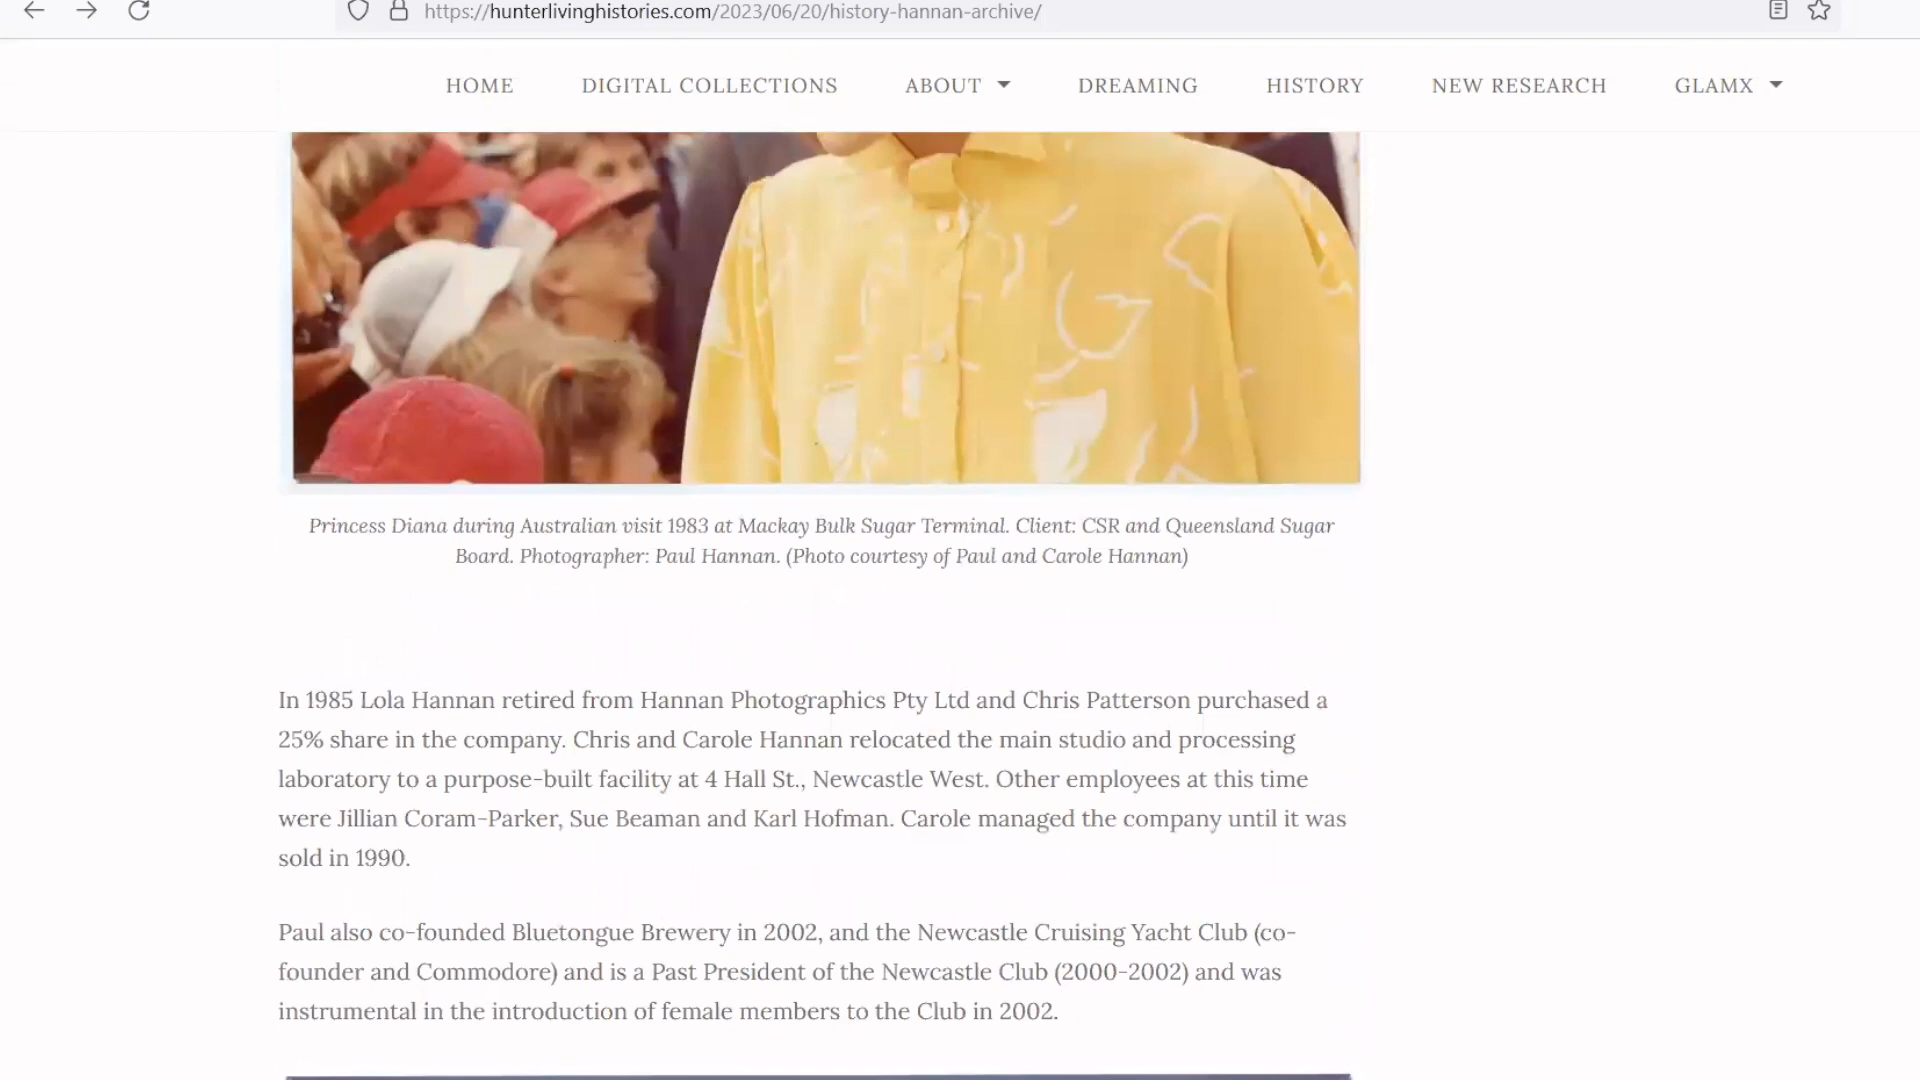 https://hunterlivinghistories.com/2023/06/20/history-hannan-archive/
HOME DIGITAL COLLECTIONS ABOUT DREAMING HISTORY NEW RESEARCH GLAMX
Princess Diana during Australian visit 1983 at Mackay Bulk Sugar Terminal. Client: CSR and Queensland Sugar
Board. Photographer: Paul Hannan. (Photo courtesy of Paul and Carole Hannan)
In 1985 Lola Hannan retired from Hannan Photographics Pty Ltd and Chris Patterson purchased a
25% share in the company. Chris and Carole Hannan relocated the main studio and processing
laboratory to a purpose-built facility at 4 Hall St., Newcastle West. Other employees at this time
were Jillian Coram-Parker, Sue Beaman and Karl Hofman. Carole managed the company until it was
sold in 1990.
Paul also co-founded Bluetongue Brewery in 2002, and the Newcastle Cruising Yacht Club (co-
founder and Commodore) and is a Past President of the Newcastle Club (2000-2002) and was
instrumental in the introduction of female members to the Club in 2002.